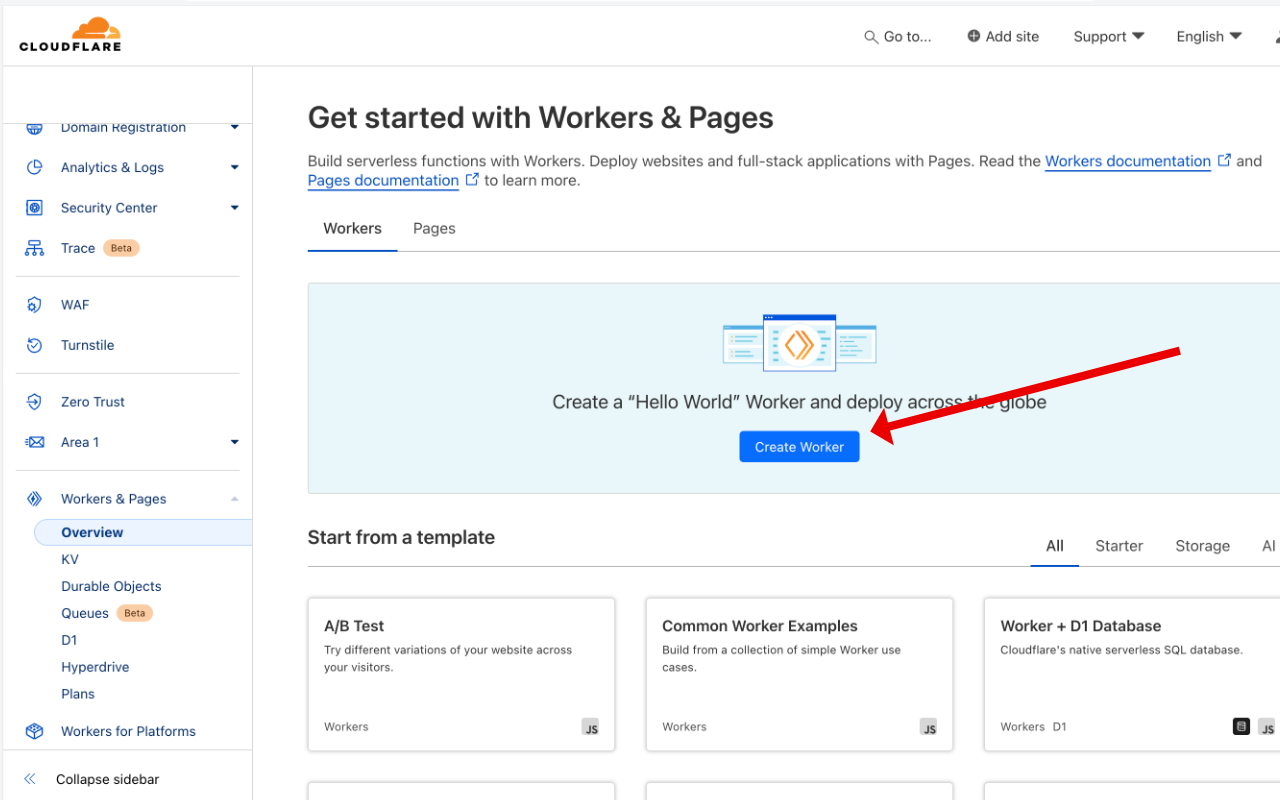 CLOUDFLARE
Go to...
Add site
Support
English
Domain Registration
Analytics & Logs
Security Center
Trace Beta
WAF
Turnstile
Zero Trust
Area 1
Workers & Pages
Overview
KV
Durable Objects
Queues Beta
D1
Hyperdrive
Plans
Workers for Platforms
Collapse sidebar
Get started with Workers & Pages
Build serverless functions with Workers. Deploy websites and full-stack applications with Pages. Read the Workers documentation and
Pages documentation to learn more.
Workers Pages
Create a “Hello World” Worker and deploy across the globe
Create Worker
Start from a template
All Starter Storage AI
A/B Test
Try different variations of your website across
your visitors.
Workers JS
Common Worker Examples
Build from a collection of simple Worker use
cases.
Workers JS
Worker + D1 Database
Cloudflare's native serverless SQL database.
Workers D1 JS